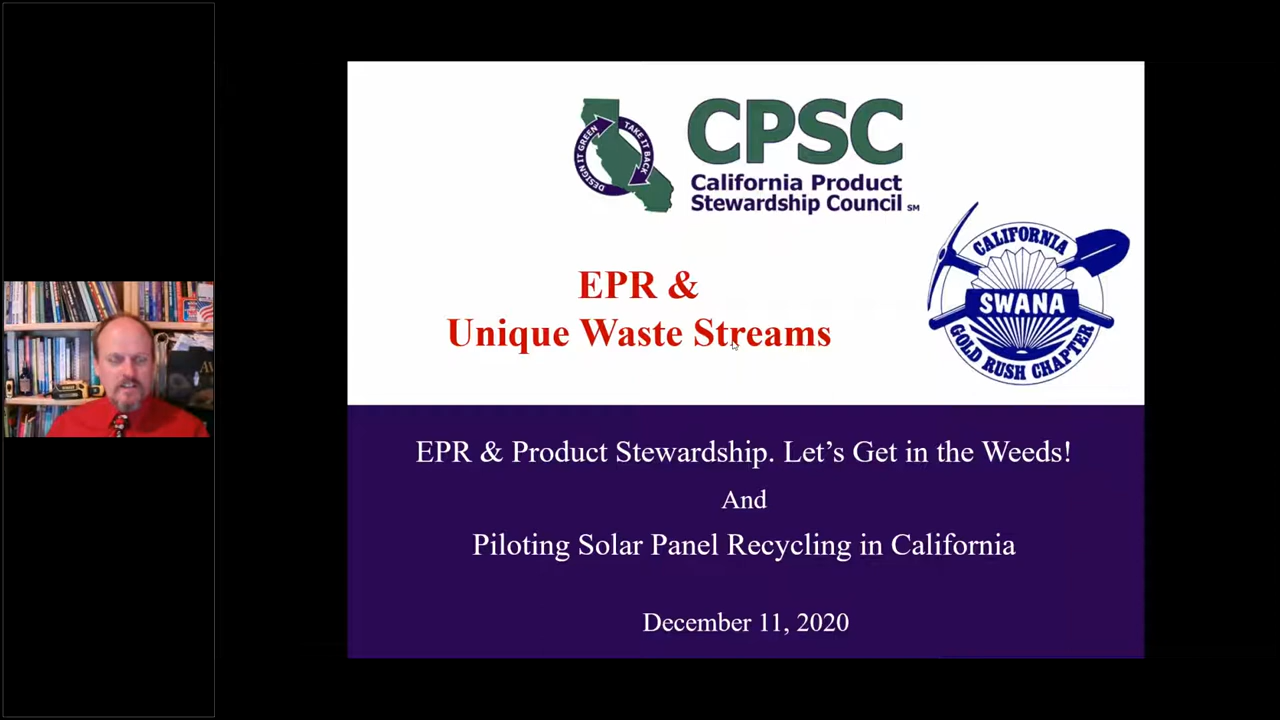 DESIGN IT GREEN
TAKE IT BACK
CPSC
California Product
Stewardship Council SM
CALIFORNIA
SWANA
GOLD RUSH CHAPTER
EPR &
Unique Waste Streams
EPR & Product Stewardship. Let's Get in the Weeds!
And
Piloting Solar Panel Recycling in California
December 11, 2020